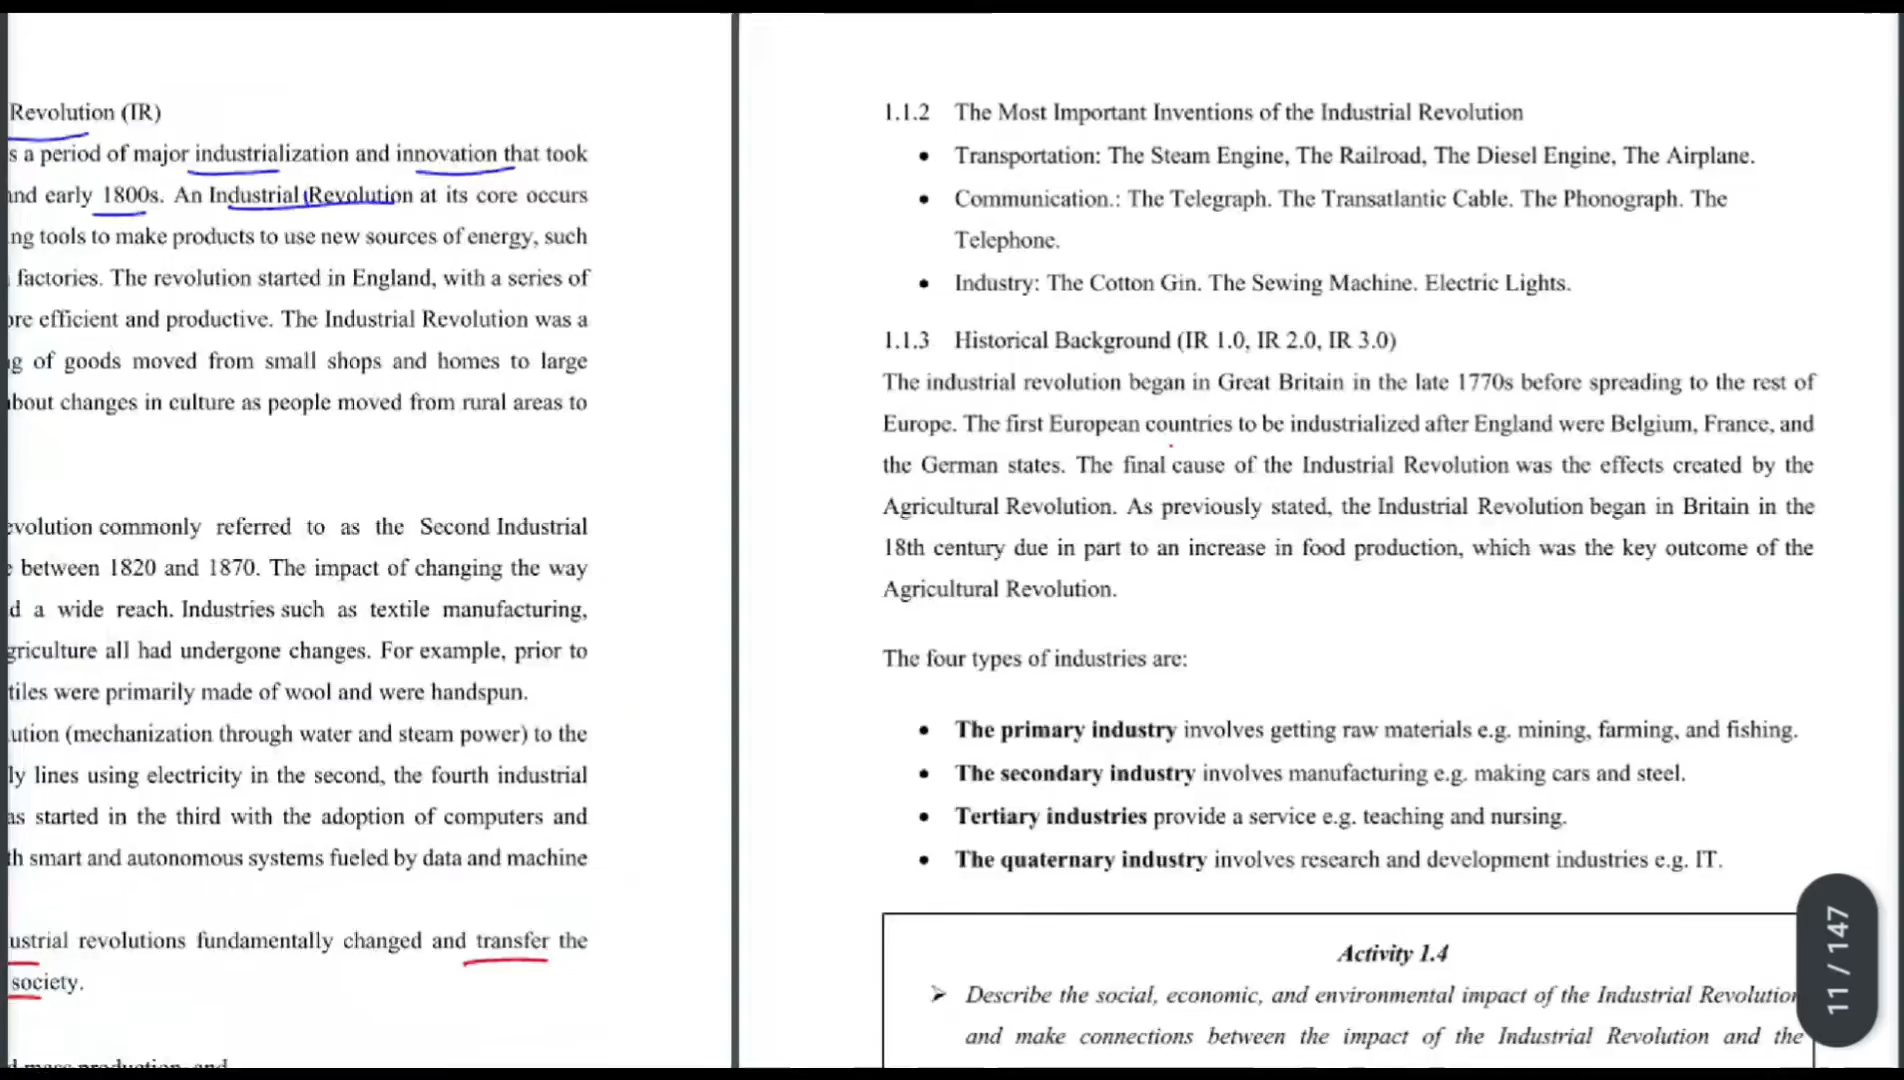 Revolution (IR)
s a period of major industrialization and innovation that took
and early 1800s. An Industrial Revolution at its core occurs
ng tools to make products to use new sources of energy, such
factories. The revolution started in England, with a series of
ore efficient and productive. The Industrial Revolution was a
g of goods moved from small shops and homes to large
about changes in culture as people moved from rural areas to
evolution commonly referred to as the Second Industrial
between 1820 and 1870. The impact of changing the way
d a wide reach. Industries such as textile manufacturing,
griculture all had undergone changes. For example, prior to
tiles were primarily made of wool and were handspun.
ution (mechanization through water and steam power) to the
ly lines using electricity in the second, the fourth industrial
as started in the third with the adoption of computers and
th smart and autonomous systems fueled by data and machine
ustrial revolutions fundamentally changed and transfer the
society.
d mass production, and
1.1.2 The Most Important Inventions of the Industrial Revolution
• Transportation: The Steam Engine, The Railroad, The Diesel Engine, The Airplane.
• Communication.: The Telegraph. The Transatlantic Cable. The Phonograph. The
Telephone.
• Industry: The Cotton Gin. The Sewing Machine. Electric Lights.
1.1.3 Historical Background (IR 1.0, IR 2.0, IR 3.0)
The industrial revolution began in Great Britain in the late 1770s before spreading to the rest of
Europe. The first European countries to be industrialized after England were Belgium, France, and
the German states. The final cause of the Industrial Revolution was the effects created by the
Agricultural Revolution. As previously stated, the Industrial Revolution began in Britain in the
18th century due in part to an increase in food production, which was the key outcome of the
Agricultural Revolution.
The four types of industries are:
• The primary industry involves getting raw materials e.g. mining, farming, and fishing.
• The secondary industry involves manufacturing e.g. making cars and steel.
• Tertiary industries provide a service e.g. teaching and nursing.
• The quaternary industry involves research and development industries e.g. IT.
Activity 1.4
➢ Describe the social, economic, and environmental impact of the Industrial Revolution
and make connections between the impact of the Industrial Revolution and the
11 / 147